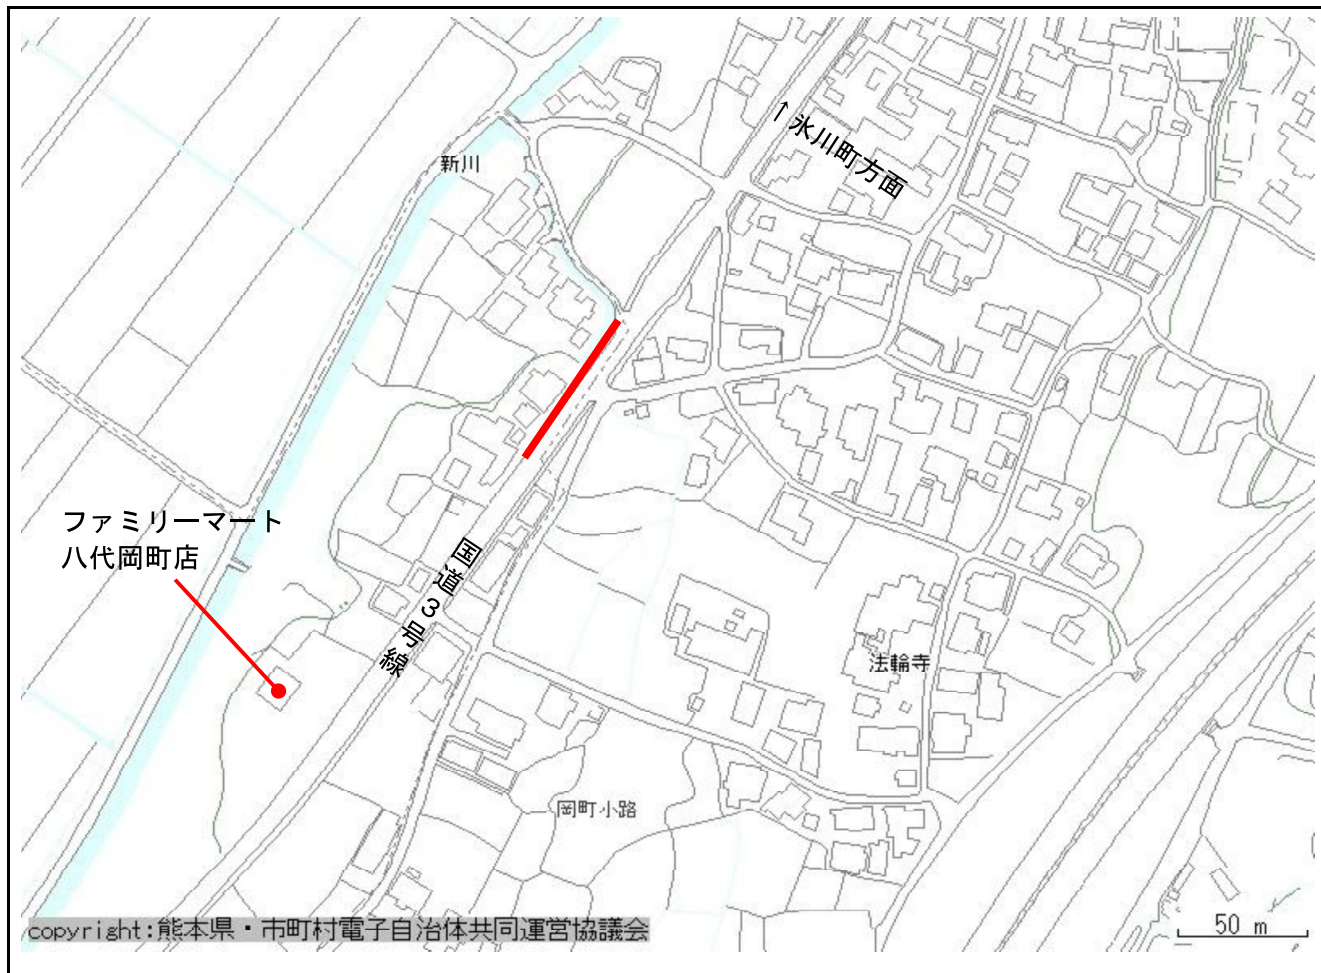 ↑氷川町方面
新川
ファミリーマート
八代岡町店
国道3号線
法輪寺
岡町小路
copyright:熊本県・市町村電子自治体共同運営協議会
50 m